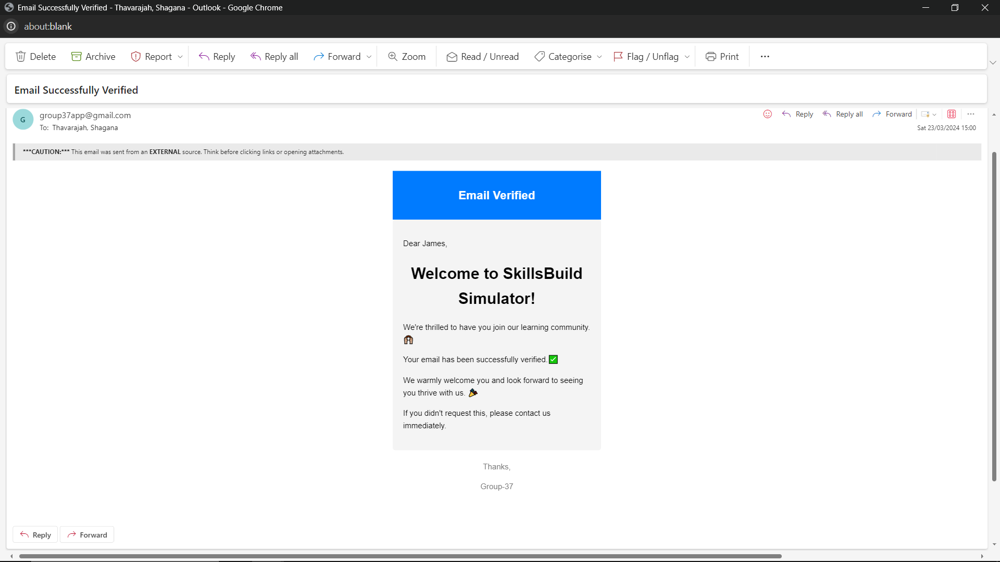 Email Successfully Verified - Thavarajah, Shagana - Outlook - Google Chrome
about:blank
Delete Archive Report Reply Reply all Forward Zoom Read / Unread Categorise Flag / Unflag Print
Email Successfully Verified
G
group37app@gmail.com
To: Thavarajah, Shagana
Reply Reply all Forward
Sat 23/03/2024 15:00
***CAUTION:*** This email was sent from an EXTERNAL source. Think before clicking links or opening attachments.
Email Verified
Dear James,
Welcome to SkillsBuild
Simulator!
We're thrilled to have you join our learning community.
Your email has been successfully verified.
We warmly welcome you and look forward to seeing
you thrive with us.
If you didn't request this, please contact us
immediately.
Thanks,
Group-37
Reply Forward